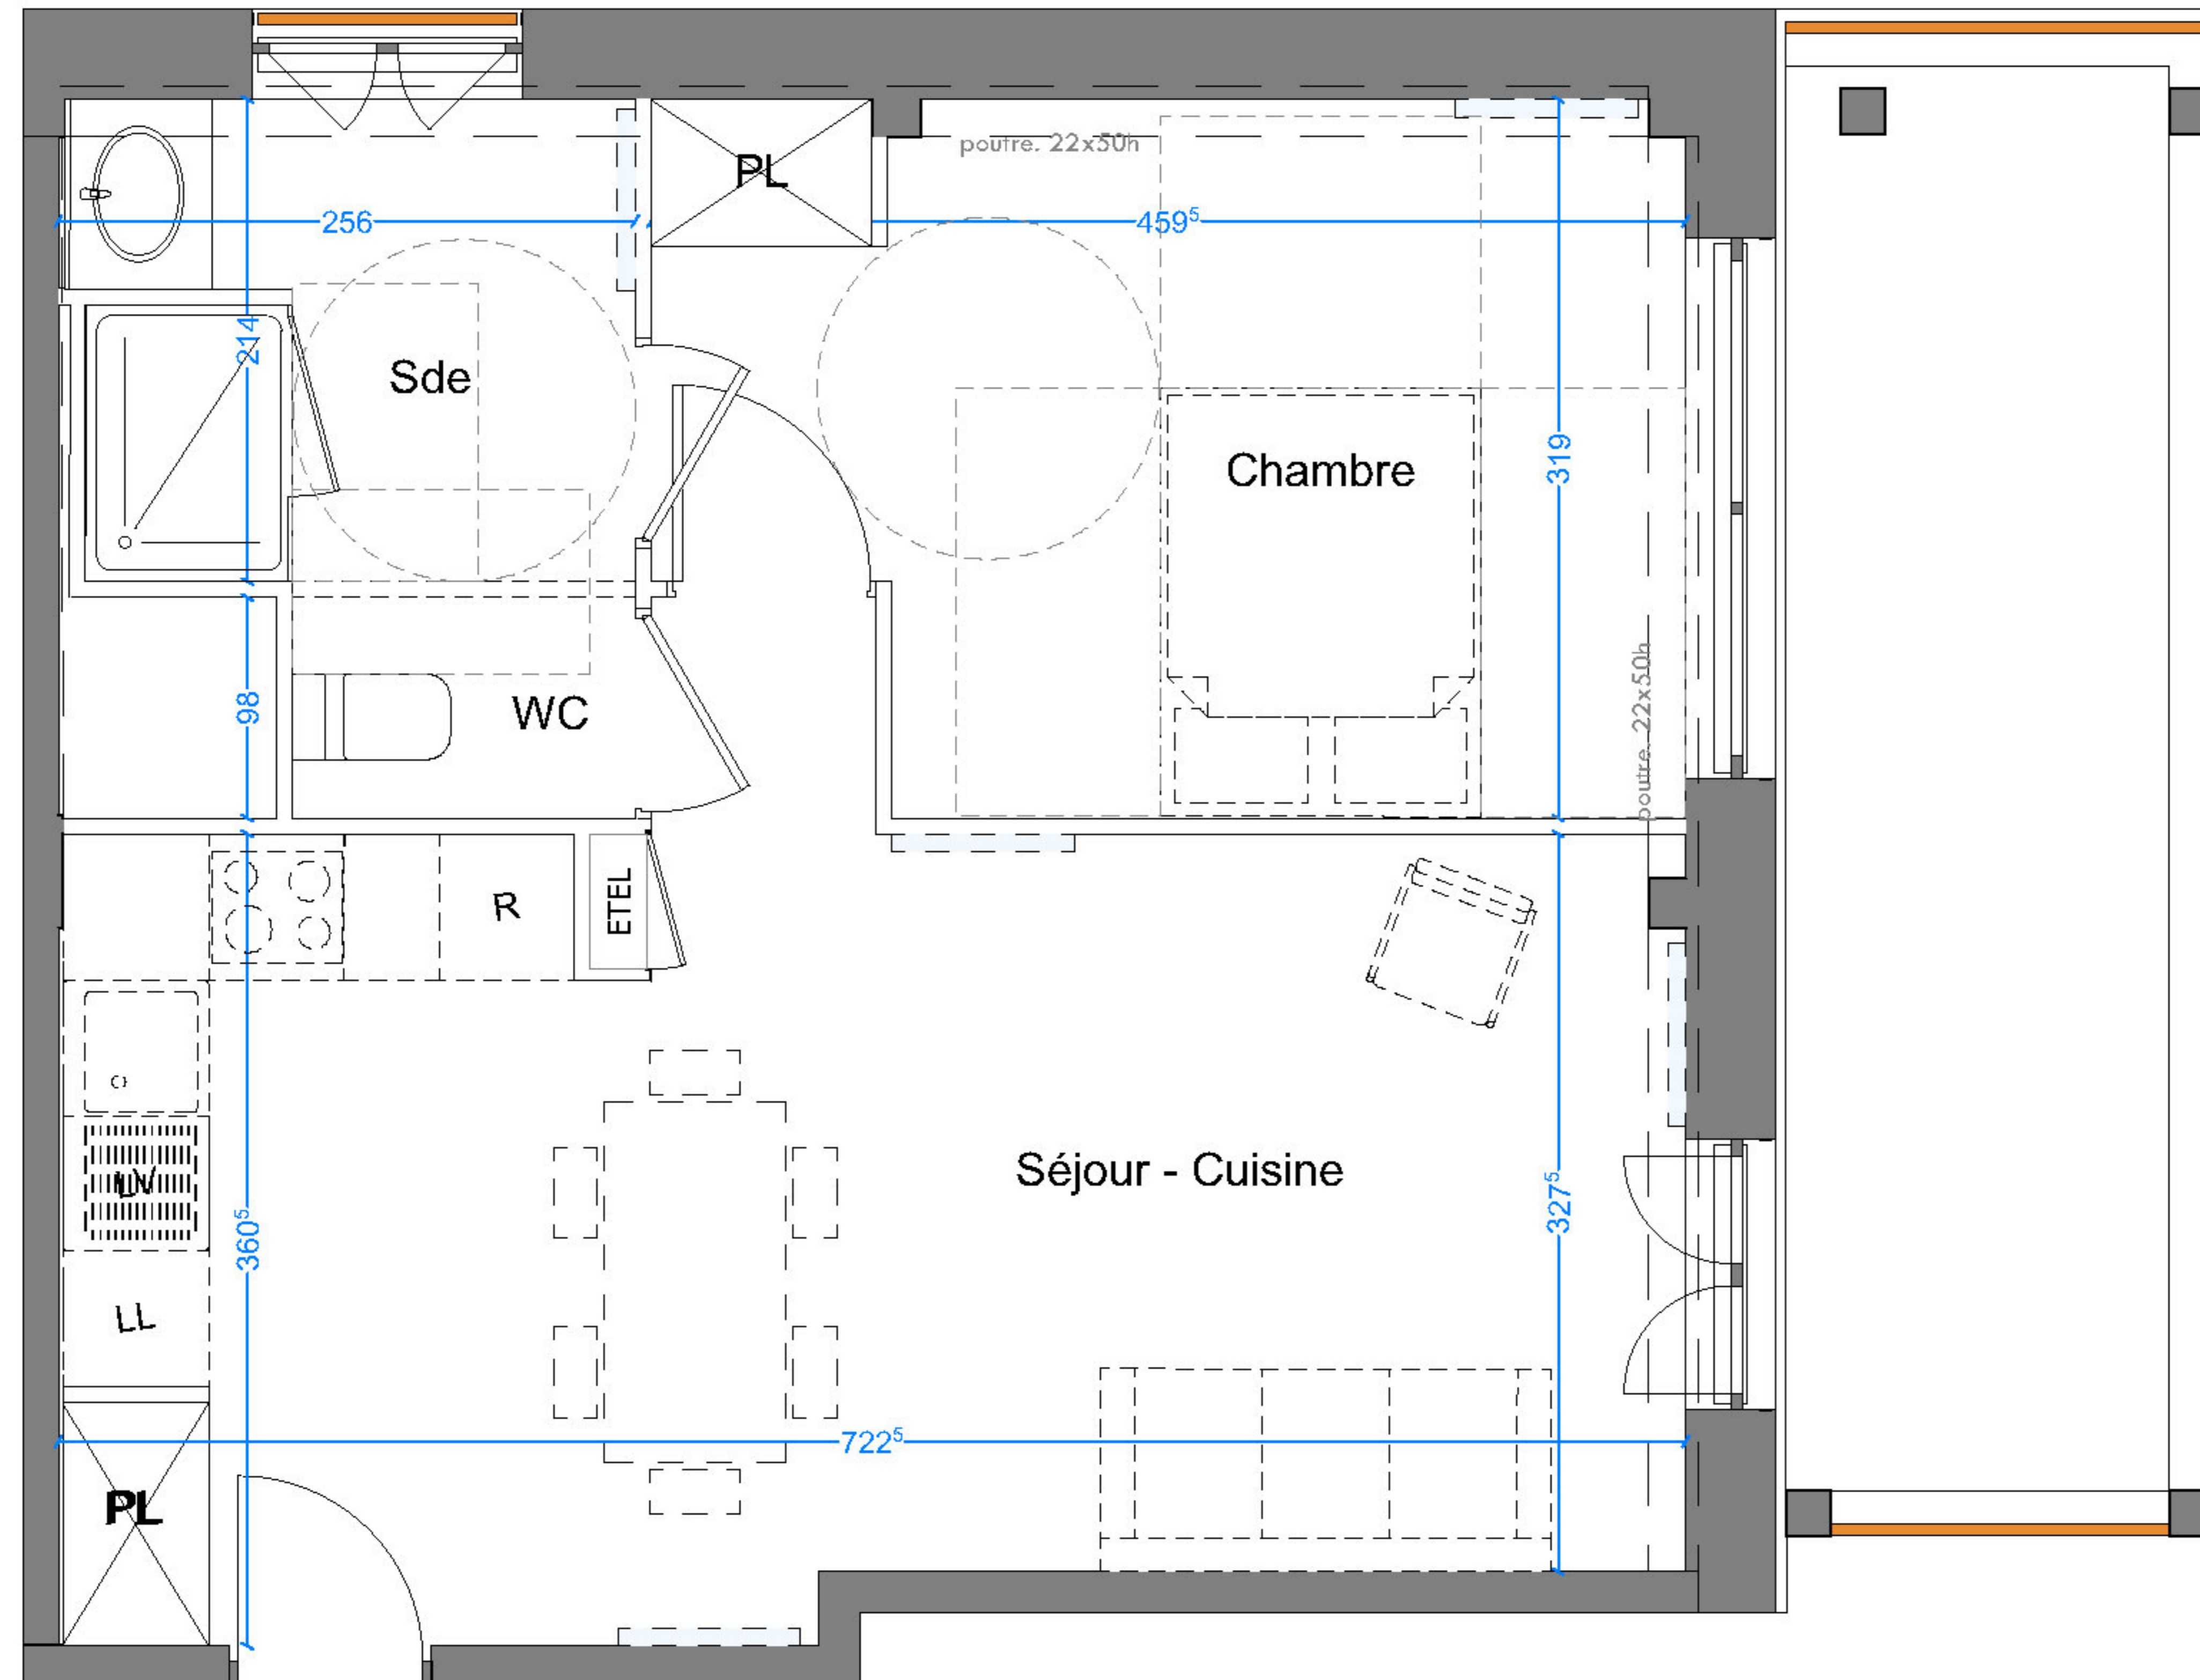 poutre. 22x50h
PL
256
459⁵
214
Sde
Chambre
319
98
WC
poutre. 22x50h
R
ETEL
LV
Séjour - Cuisine
327⁵
360⁵
LL
722⁵
PL